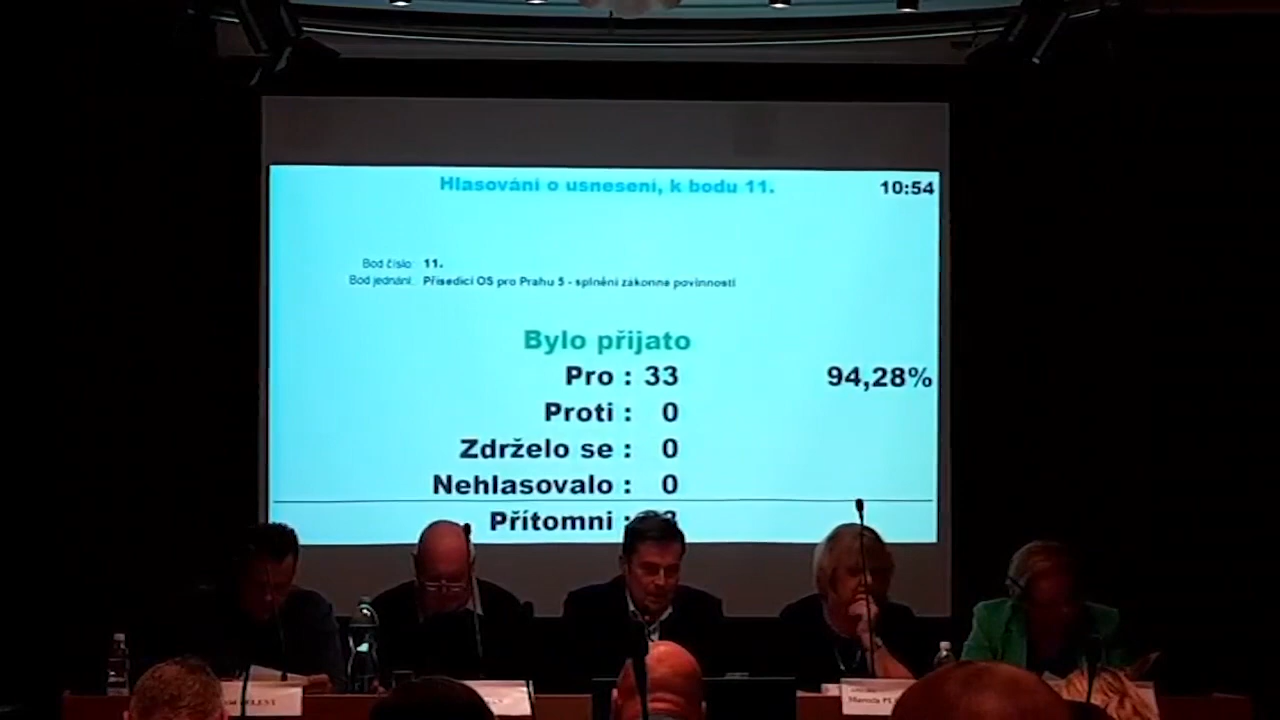 Hlasování o usnesení, k bodu 11.
10:54
Bod číslo: 11.
Bod jednání: Přísedící OS pro Prahu 5 - splnění zákonné povinnosti
Bylo přijato
Pro : 33 94,28%
Proti : 0
Zdrželo se : 0
Nehlasovalo : 0
Přítomni :